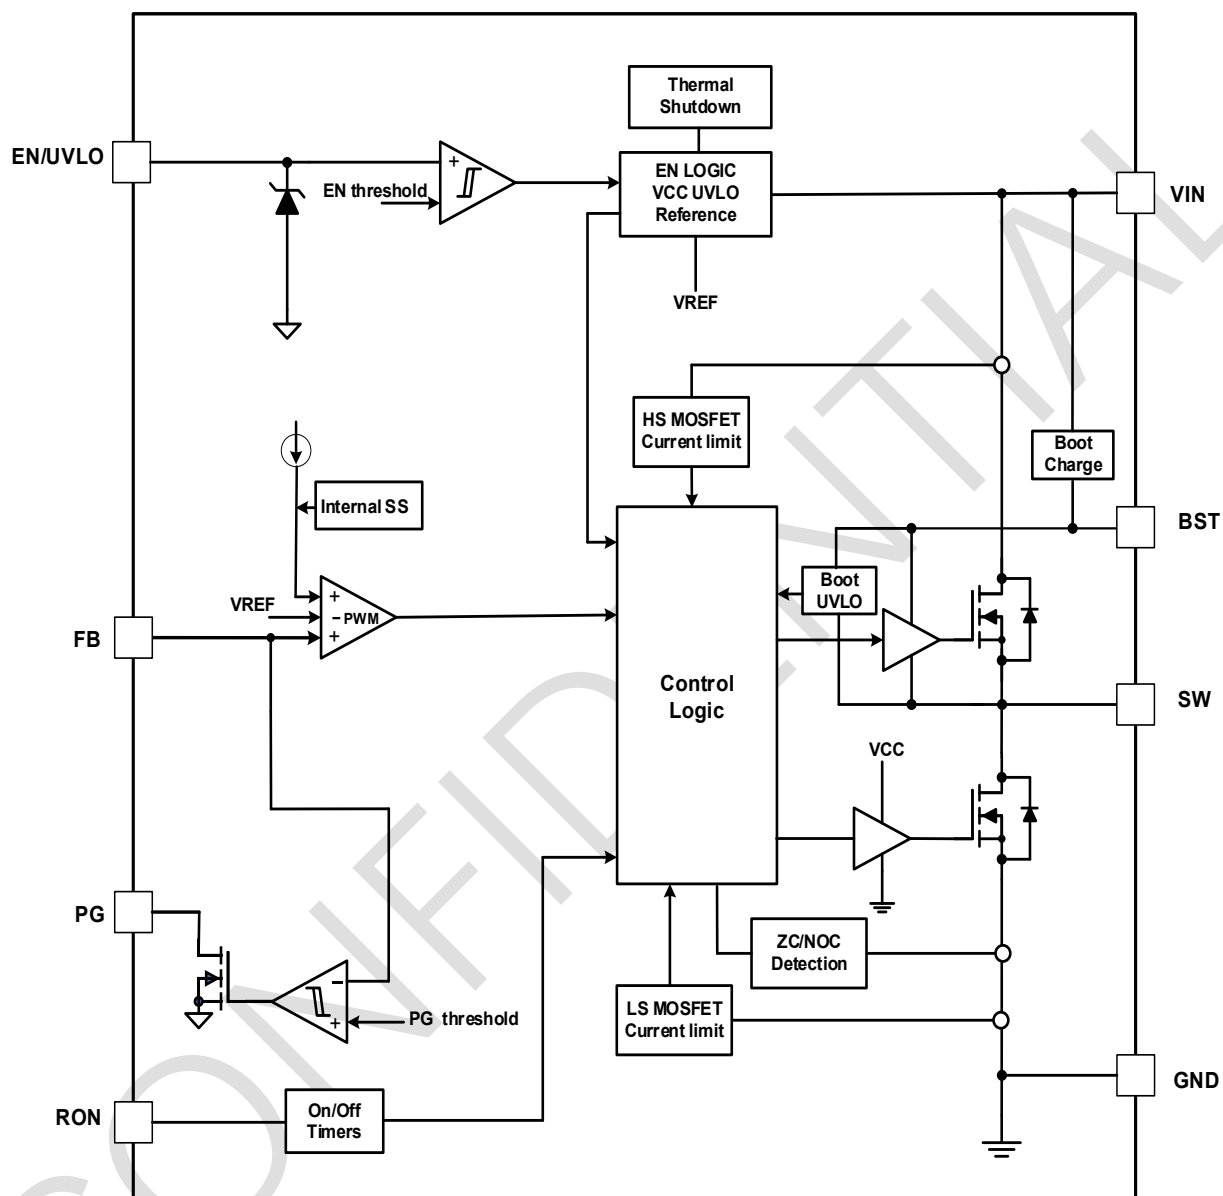 Thermal
Shutdown
EN/UVLO
+
EN threshold
EN LOGIC
VCC UVLO
Reference
VIN
VREF
HS MOSFET
Current limit
Boot
Charge
Internal SS
BST
Boot
UVLO
VREF
+
– PWM
+
FB
Control
Logic
SW
VCC
PG
ZC/NOC
Detection
–
+
PG threshold
LS MOSFET
Current limit
GND
RON
On/Off
Timers
CONFIDENTIAL